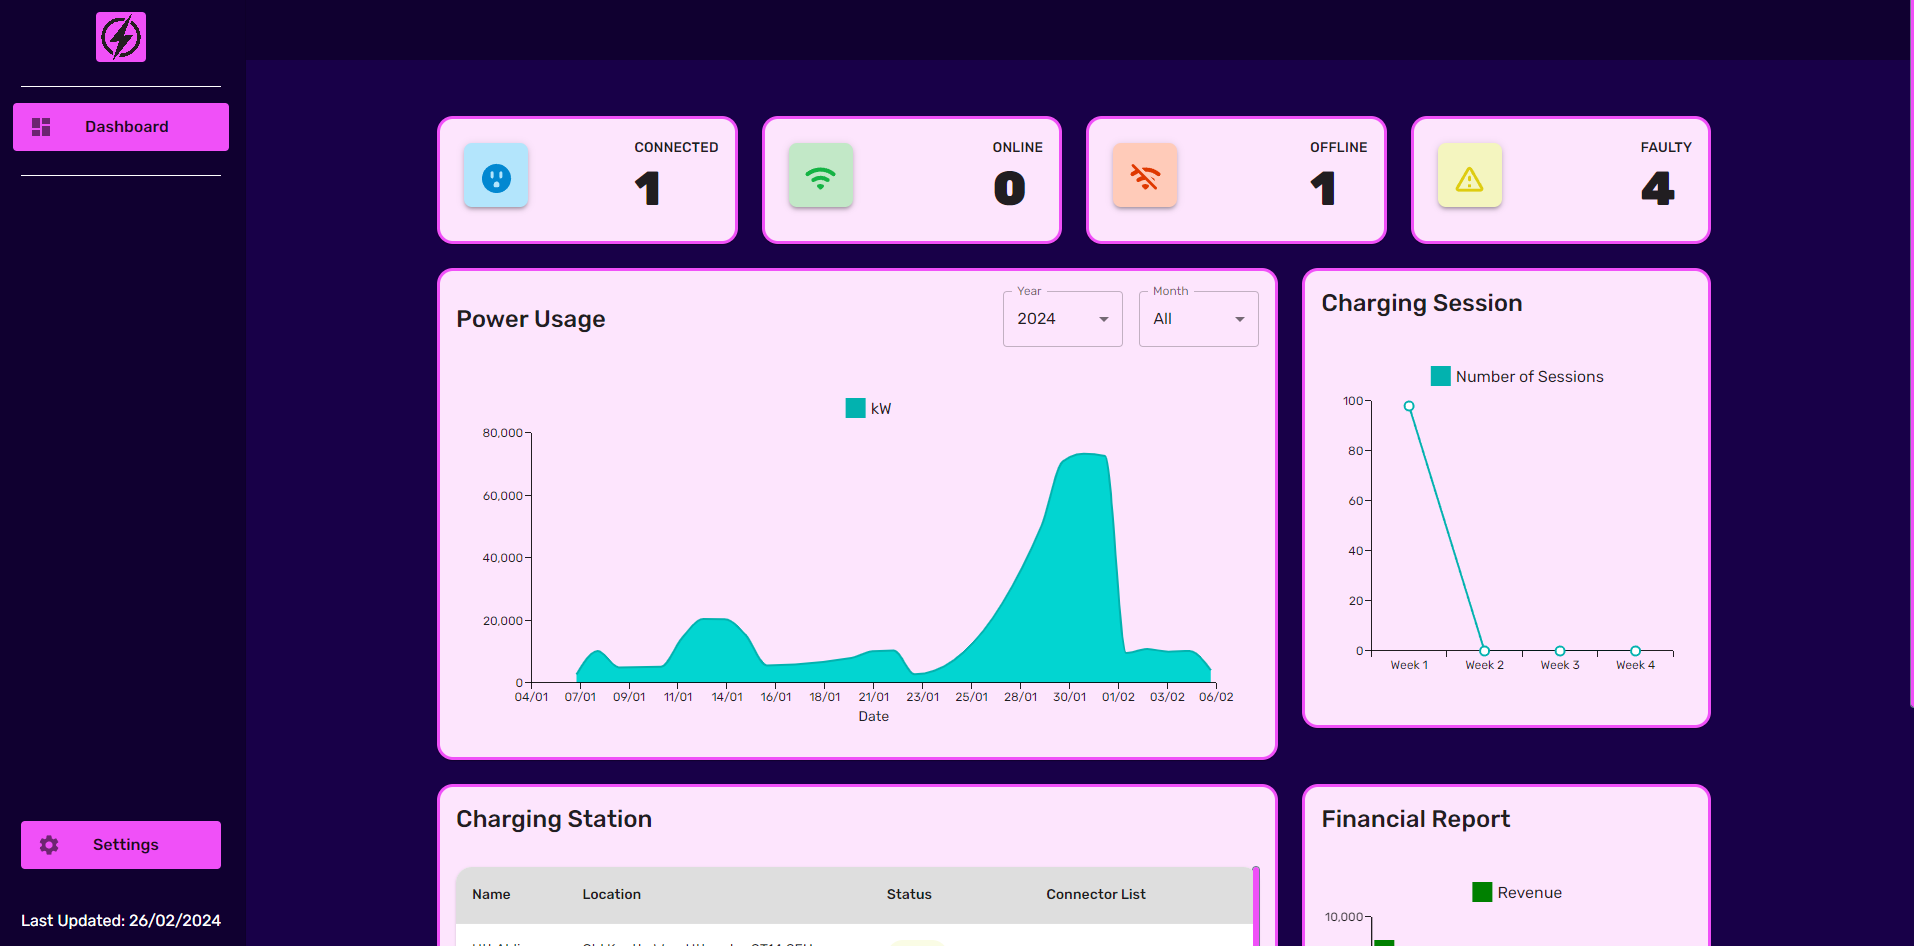 Dashboard
CONNECTED
1
ONLINE
0
OFFLINE
1
FAULTY
4
Power Usage
Year
2024
Month
All
kW
80,000
60,000
40,000
20,000
0
04/01 07/01 09/01 11/01 14/01 16/01 18/01 21/01 23/01 25/01 28/01 30/01 01/02 03/02 06/02
Date
Charging Session
Number of Sessions
100
80
60
40
20
0
Week 1 Week 2 Week 3 Week 4
Charging Station
Name Location Status Connector List
Financial Report
Revenue
10,000
Settings
Last Updated: 26/02/2024